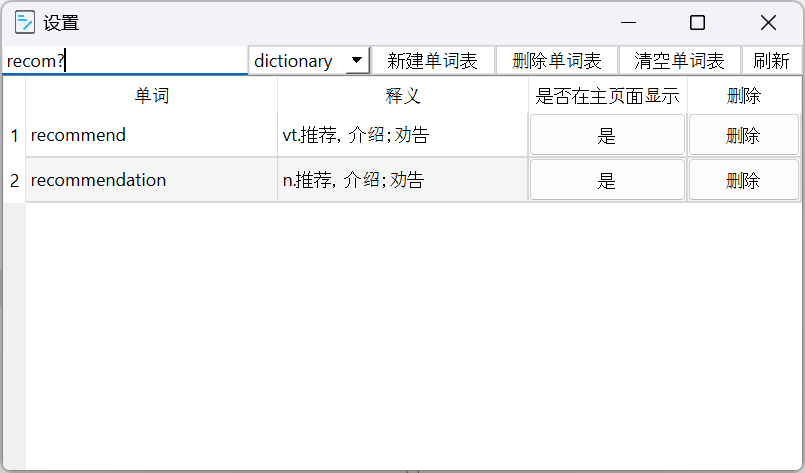 设置
recom? dictionary 新建单词表 删除单词表 清空单词表 刷新
单词 释义 是否在主页面显示 删除
1 recommend vt.推荐, 介绍; 劝告 是 删除
2 recommendation n.推荐, 介绍; 劝告 是 删除